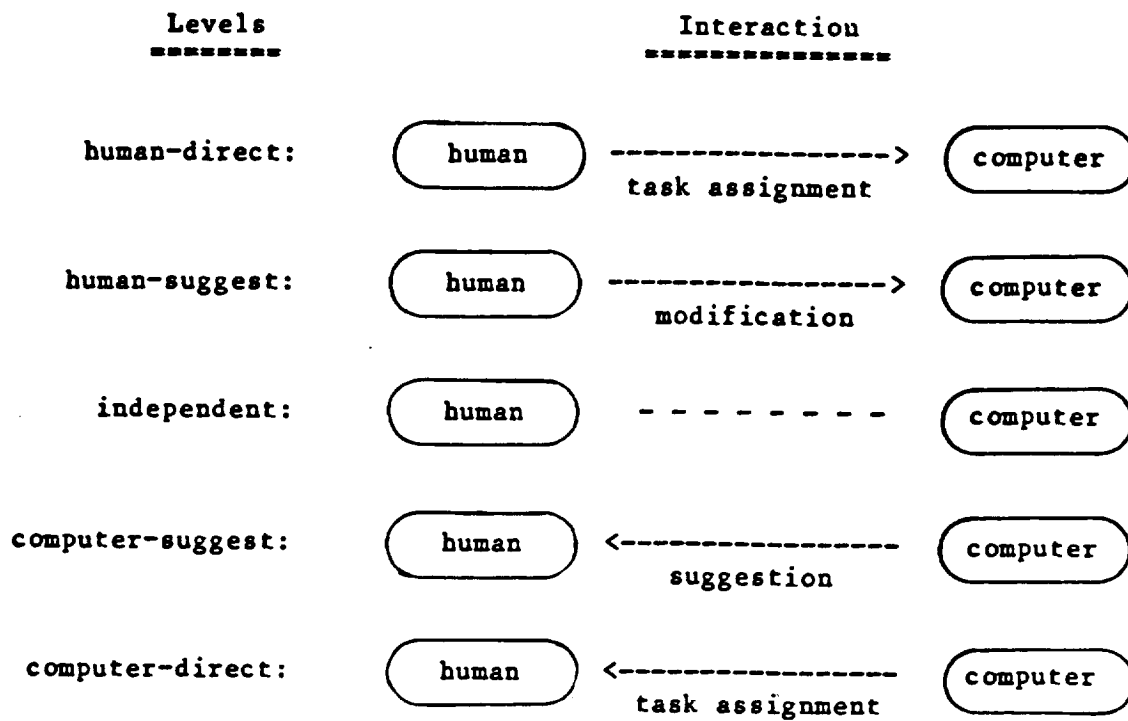 Levels Interaction
human-direct: human ----------------> computer
task assignment
human-suggest: human ----------------> computer
modification
independent: human - - - - - - - - computer
computer-suggest: human <---------------- computer
suggestion
computer-direct: human <---------------- computer
task assignment